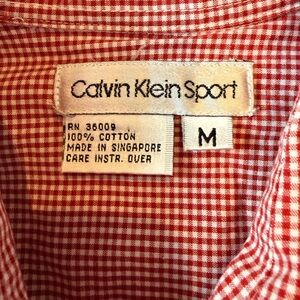 Calvin Klein Sport
RN 36009
100% COTTON
MADE IN SINGAPORE
CARE INSTR. OVER
M